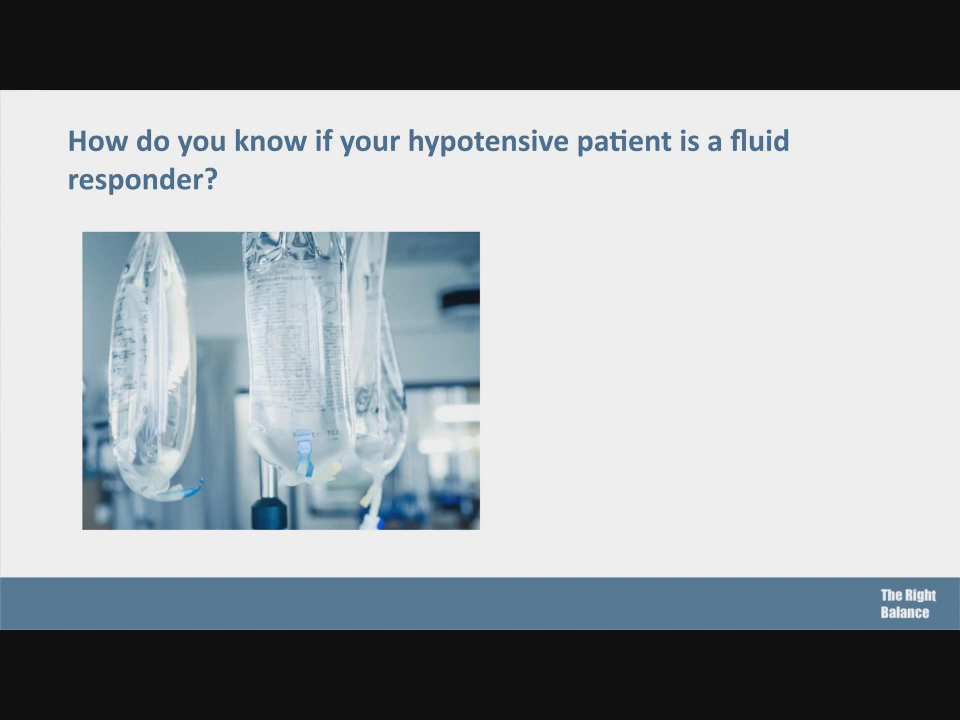 How do you know if your hypotensive patient is a fluid
responder?
The Right
Balance